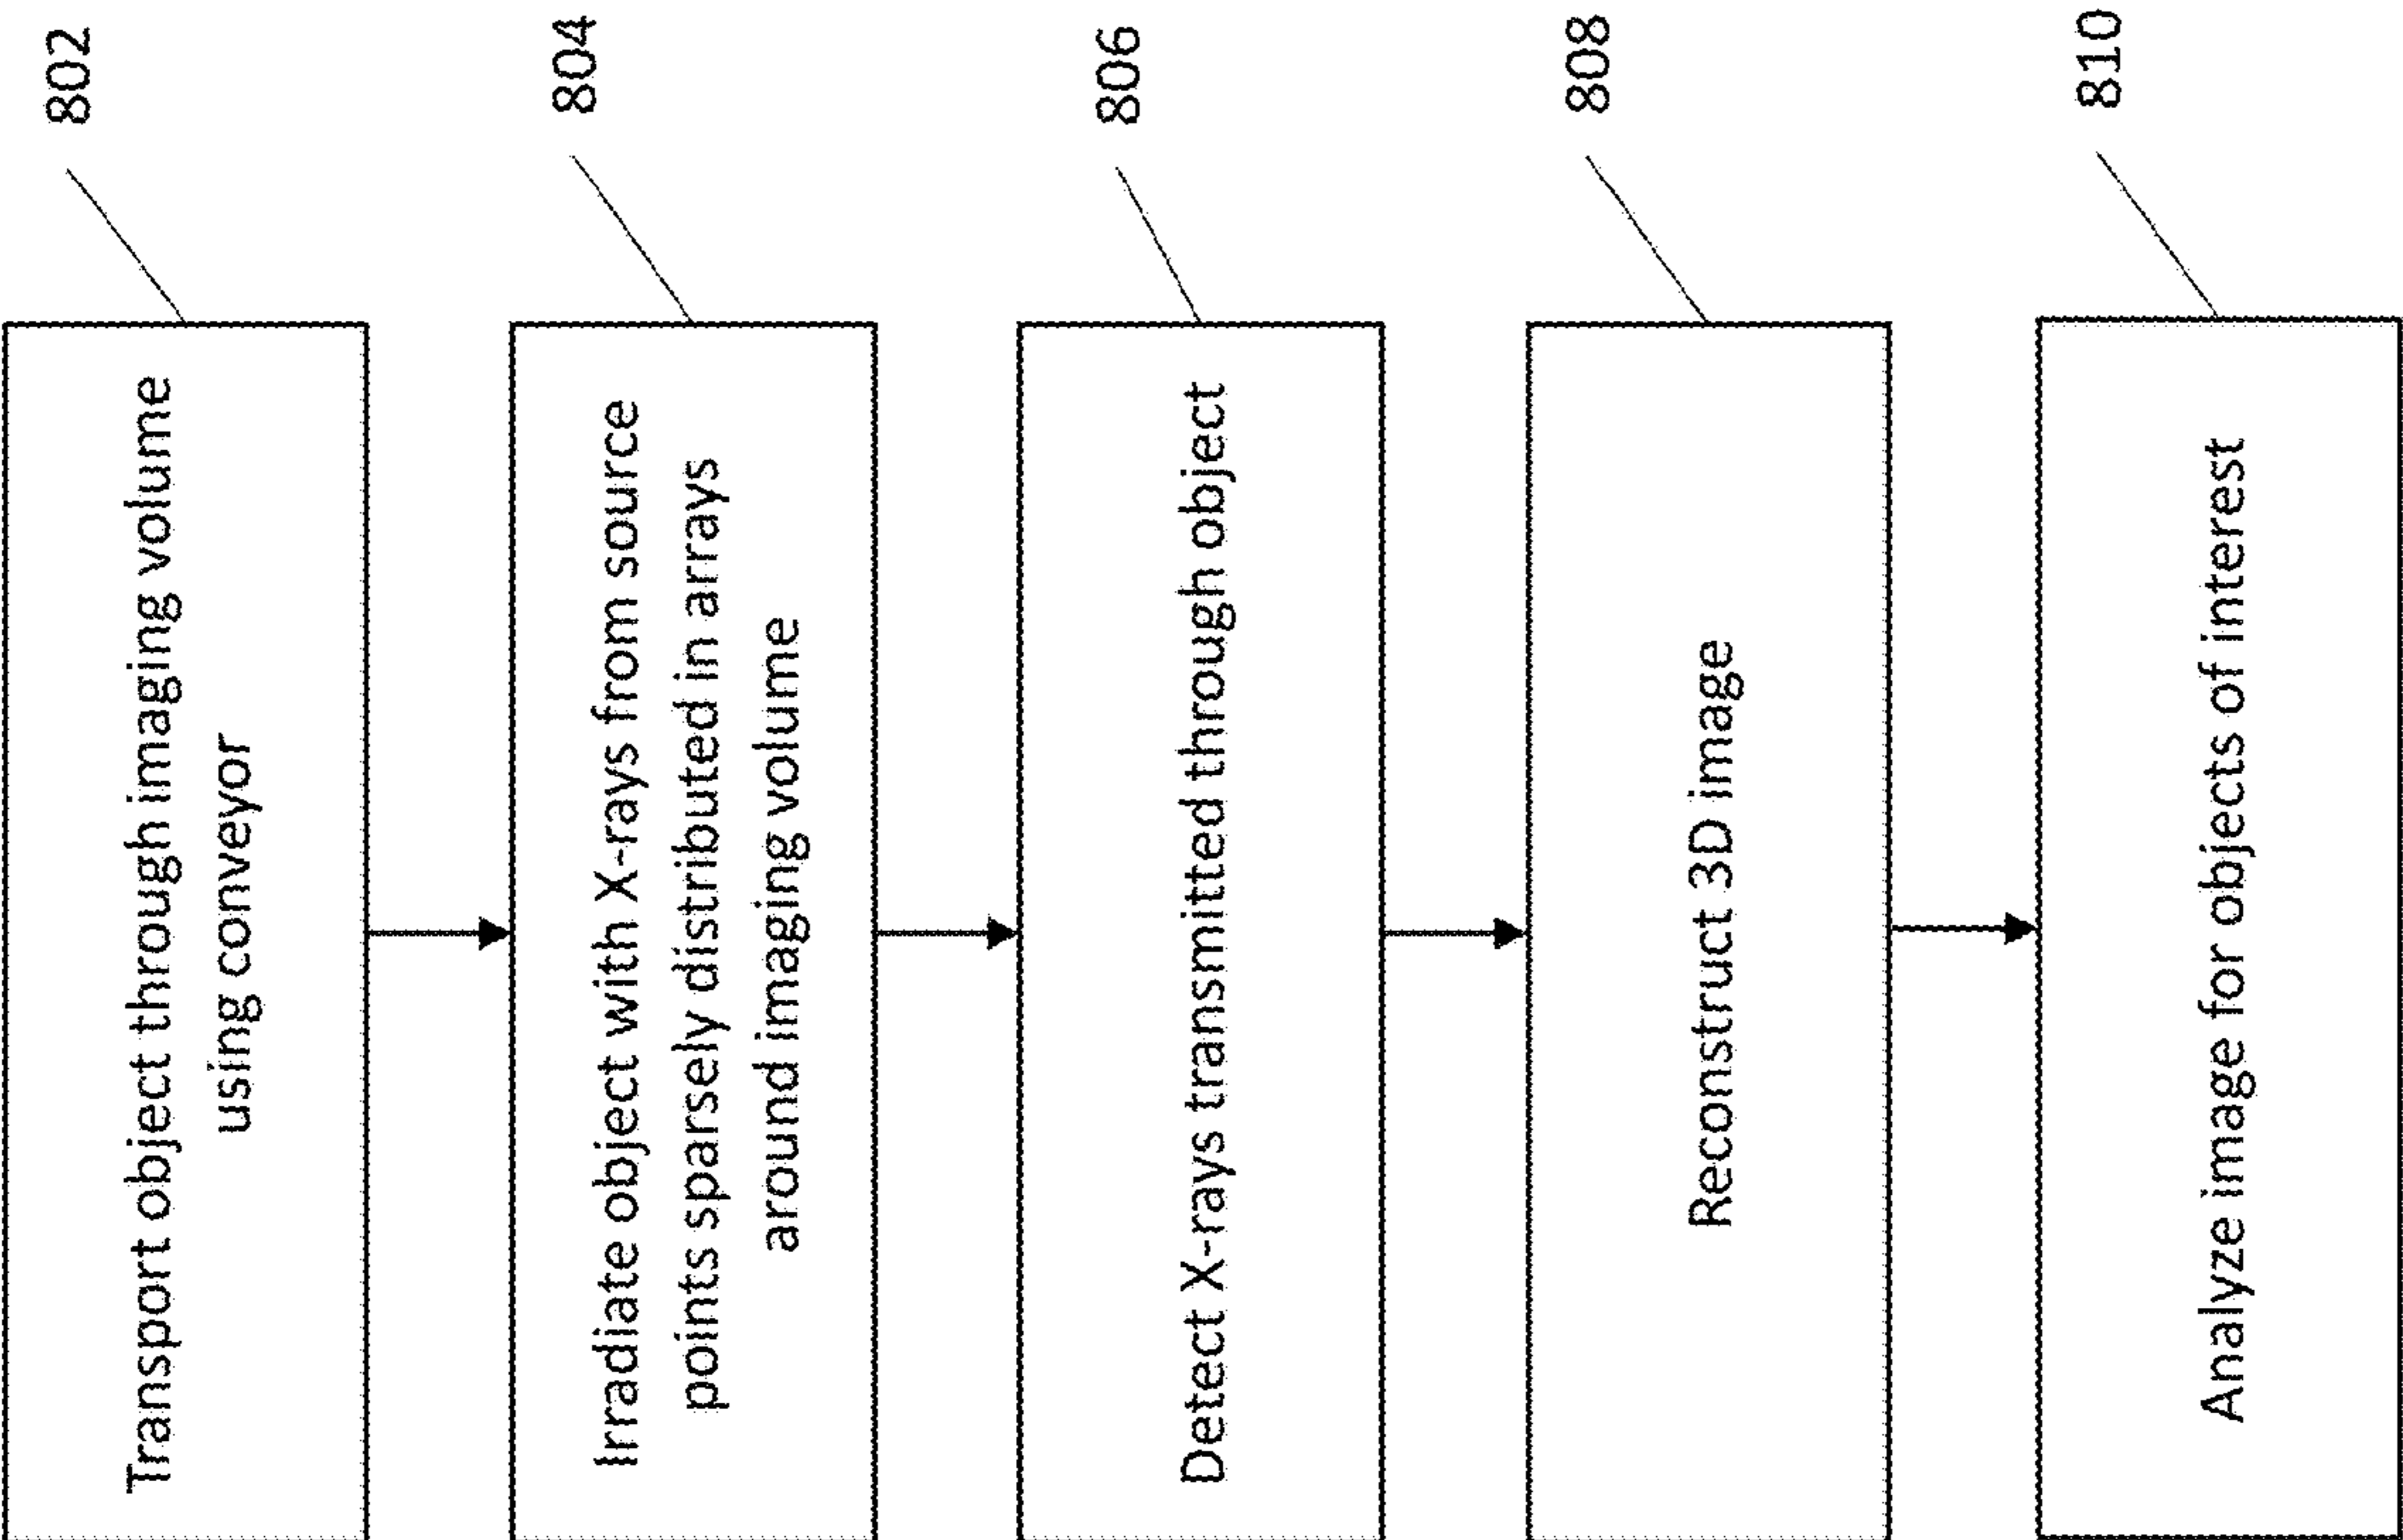 Transport object through imaging volume
using conveyor
802
Irradiate object with X-rays from source
points sparsely distributed in arrays
around imaging volume
804
Detect X-rays transmitted through object
806
Reconstruct 3D image
808
Analyze image for objects of interest
810